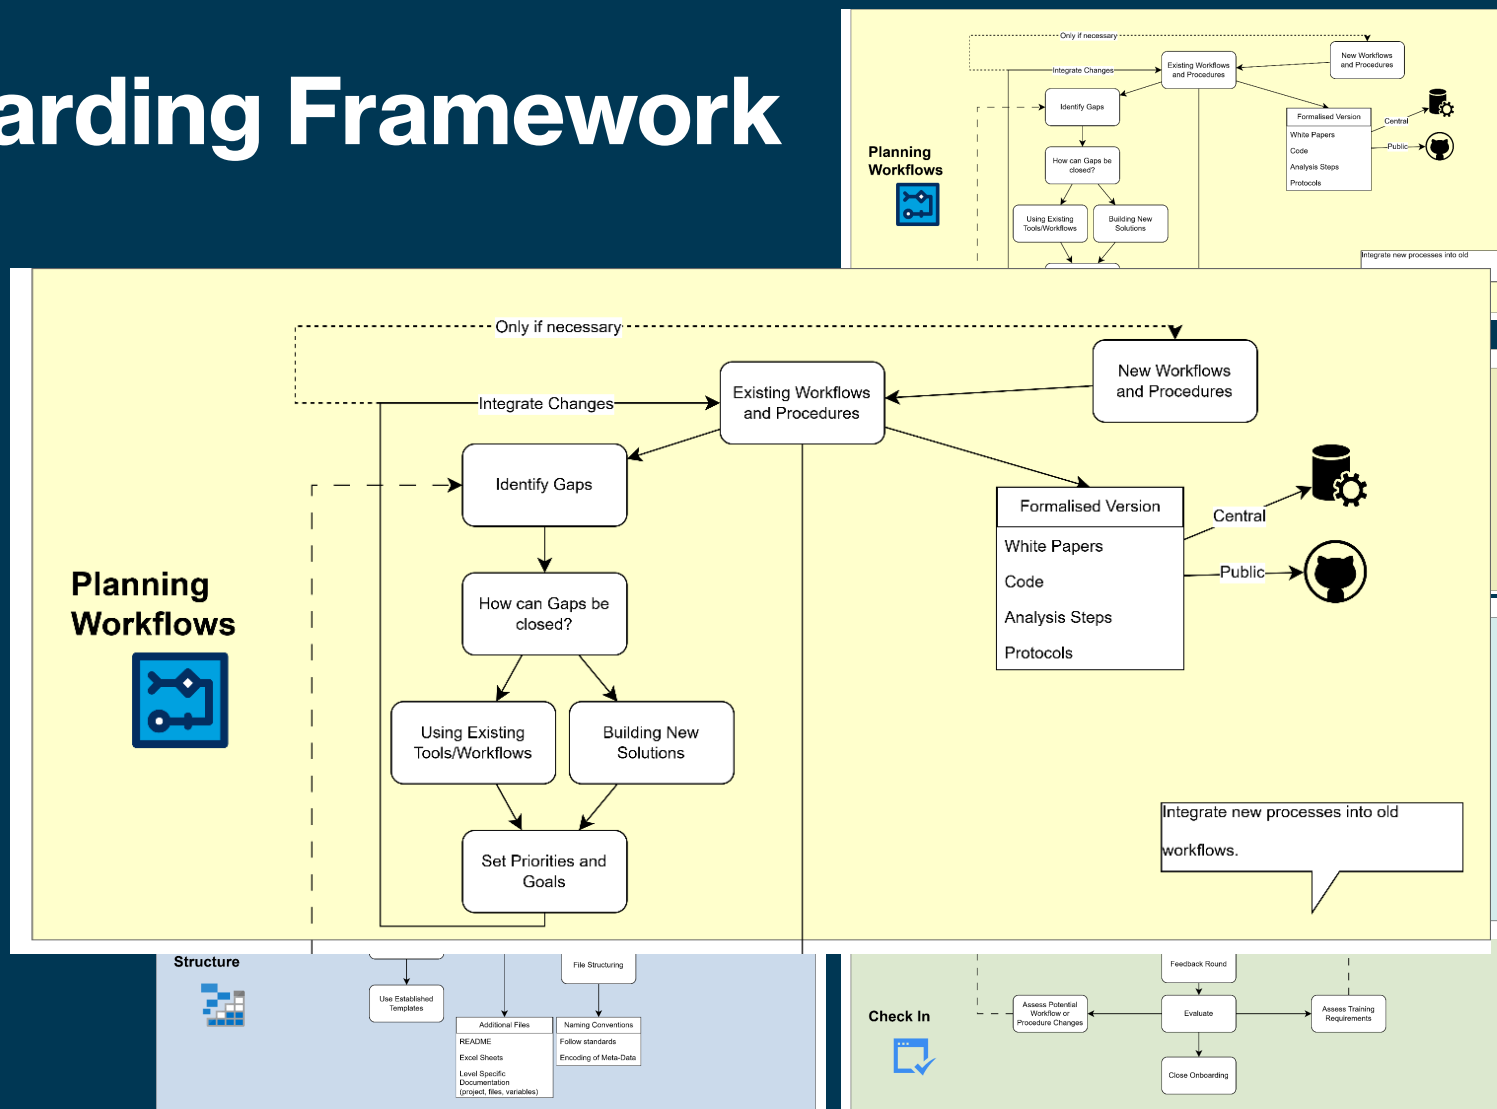 arding Framework
Only if necessary
Integrate Changes
Existing Workflows
and Procedures
New Workflows
and Procedures
Identify Gaps
How can Gaps be
closed?
Using Existing
Tools/Workflows
Building New
Solutions
Formalised Version
White Papers
Code
Analysis Steps
Protocols
Central
Public
Planning
Workflows
Integrate new processes into old
Only if necessary
Integrate Changes
Existing Workflows
and Procedures
New Workflows
and Procedures
Identify Gaps
Formalised Version
White Papers
Code
Analysis Steps
Protocols
Central
Public
How can Gaps be
closed?
Planning
Workflows
Using Existing
Tools/Workflows
Building New
Solutions
Set Priorities and
Goals
Integrate new processes into old
workflows.
Structure
File Structuring
Use Established
Templates
Additional Files
README
Excel Sheets
Level Specific
Documentation
(project, files, variables)
Naming Conventions
Follow standards
Encoding of Meta-Data
Feedback Round
Check In
Assess Potential
Workflow or
Procedure Changes
Evaluate
Assess Training
Requirements
Close Onboarding